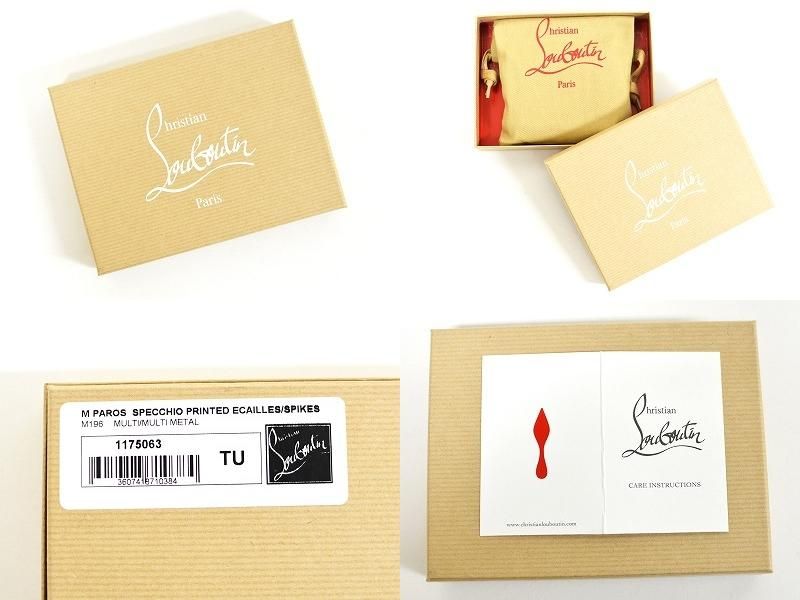 Christian
Louboutin
Paris
Christian
Louboutin
Paris
Christian
Louboutin
Paris
M PAROS SPECCHIO PRINTED ECAILLES/SPIKES
M196 MULTI/MULTI METAL
1175063
3607418710384
TU
Louboutin
www.christianlouboutin.com
Christian
Louboutin
CARE INSTRUCTIONS